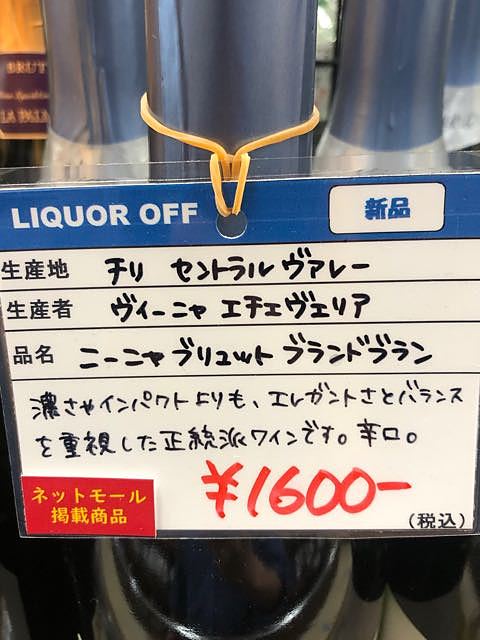 BRUT
LA PAL
LIQUOR OFF
新品
生産地 チリ セントラルヴァレー
生産者 ヴィーニャ エチェヴェリア
品名 ニーニャブリュット ブランドブラン
濃さやインパクトよりも、エレガントさとバランス
を重視した正統派ワインです。辛口。
ネットモール
掲載商品
¥1600-
(税込)